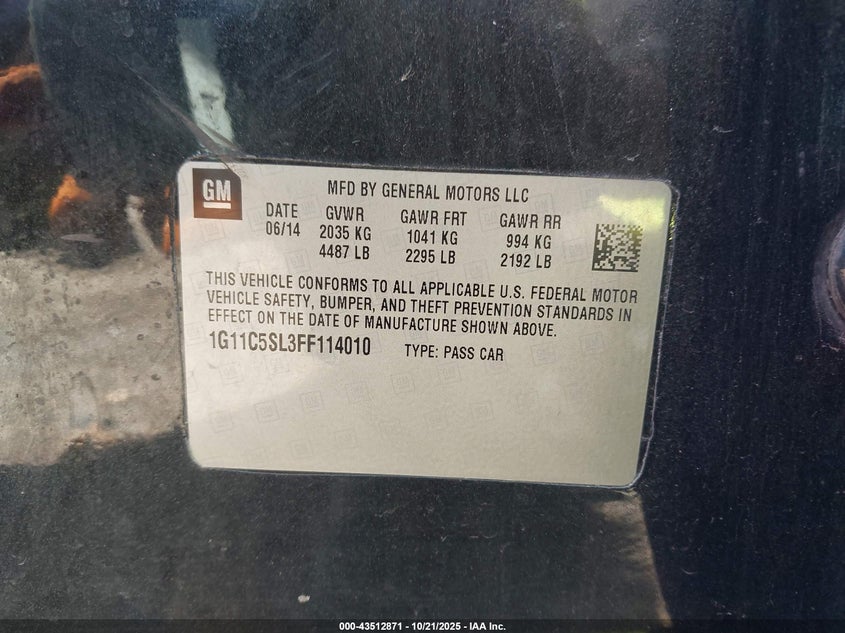 GM
MFD BY GENERAL MOTORS LLC
DATE GVWR GAWR FRT GAWR RR
06/14 2035 KG 1041 KG 994 KG
4487 LB 2295 LB 2192 LB
THIS VEHICLE CONFORMS TO ALL APPLICABLE U.S. FEDERAL MOTOR
VEHICLE SAFETY, BUMPER, AND THEFT PREVENTION STANDARDS IN
EFFECT ON THE DATE OF MANUFACTURE SHOWN ABOVE.
1G11C5SL3FF114010 TYPE: PASS CAR
000-43512871 - 10/21/2025 - IAA Inc.